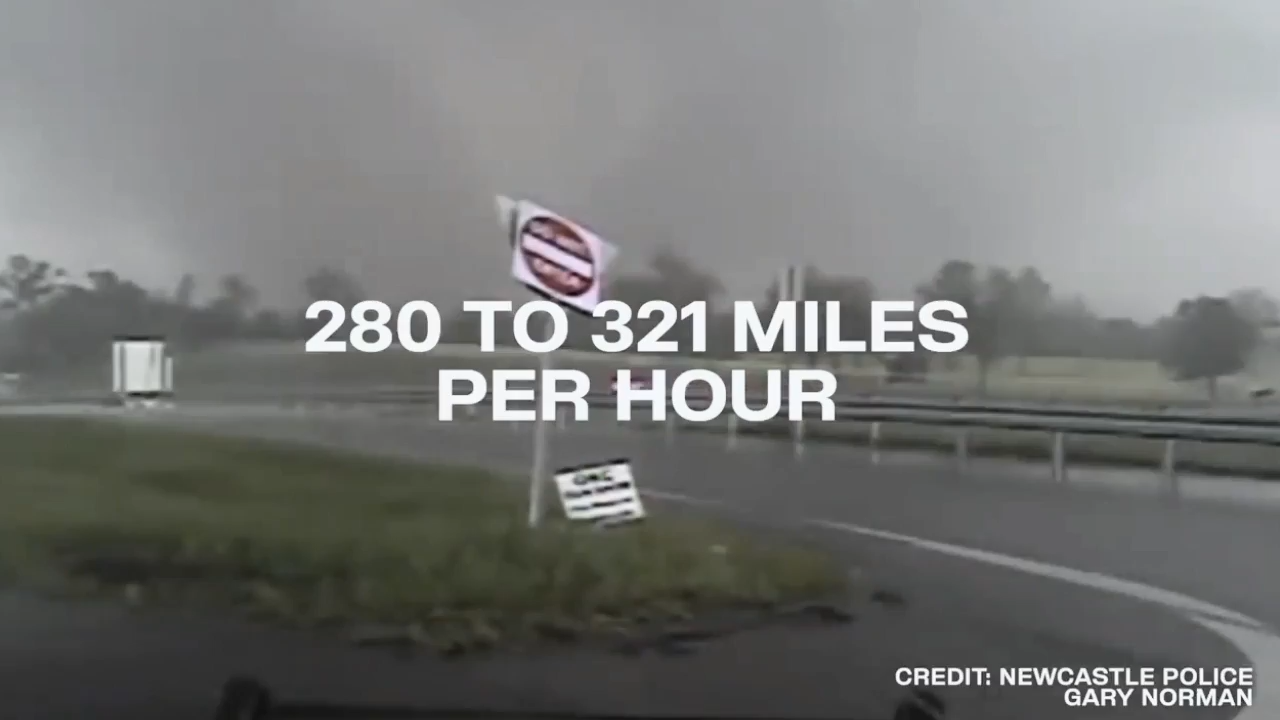 280 TO 321 MILES
PER HOUR
CREDIT: NEWCASTLE POLICE
GARY NORMAN